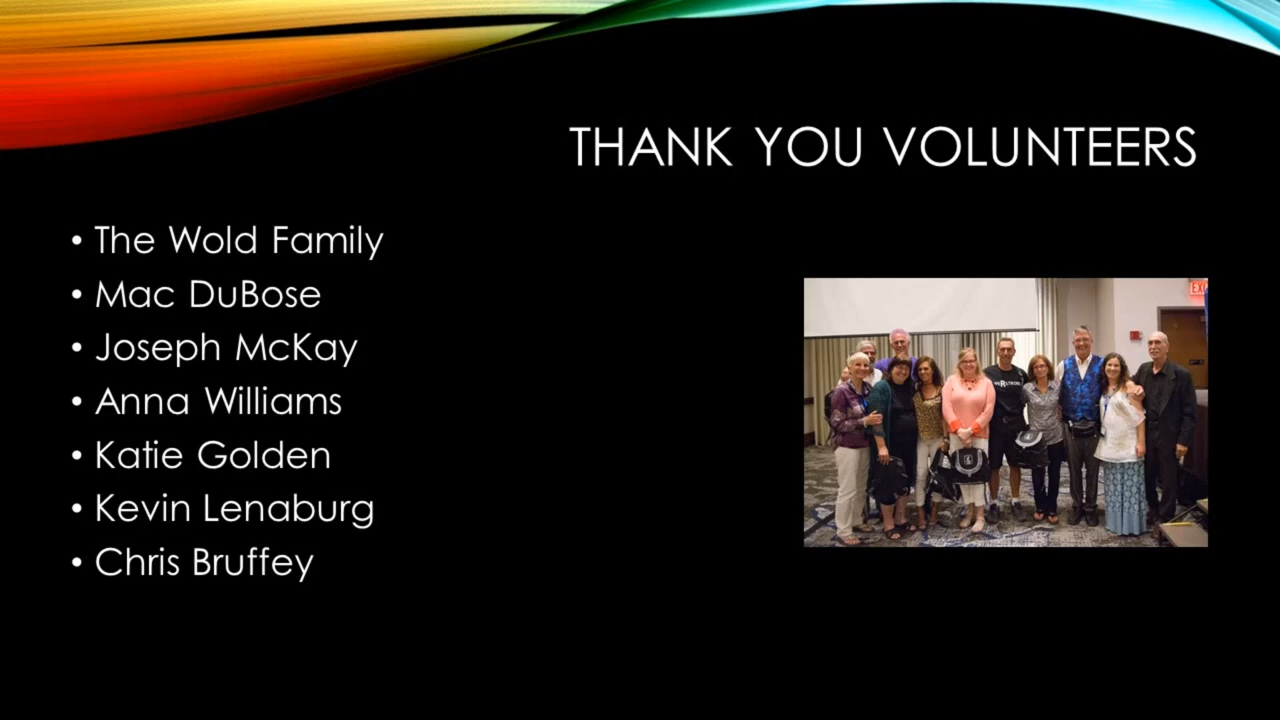 THANK YOU VOLUNTEERS
• The Wold Family
• Mac DuBose
• Joseph McKay
• Anna Williams
• Katie Golden
• Kevin Lenaburg
• Chris Bruffey